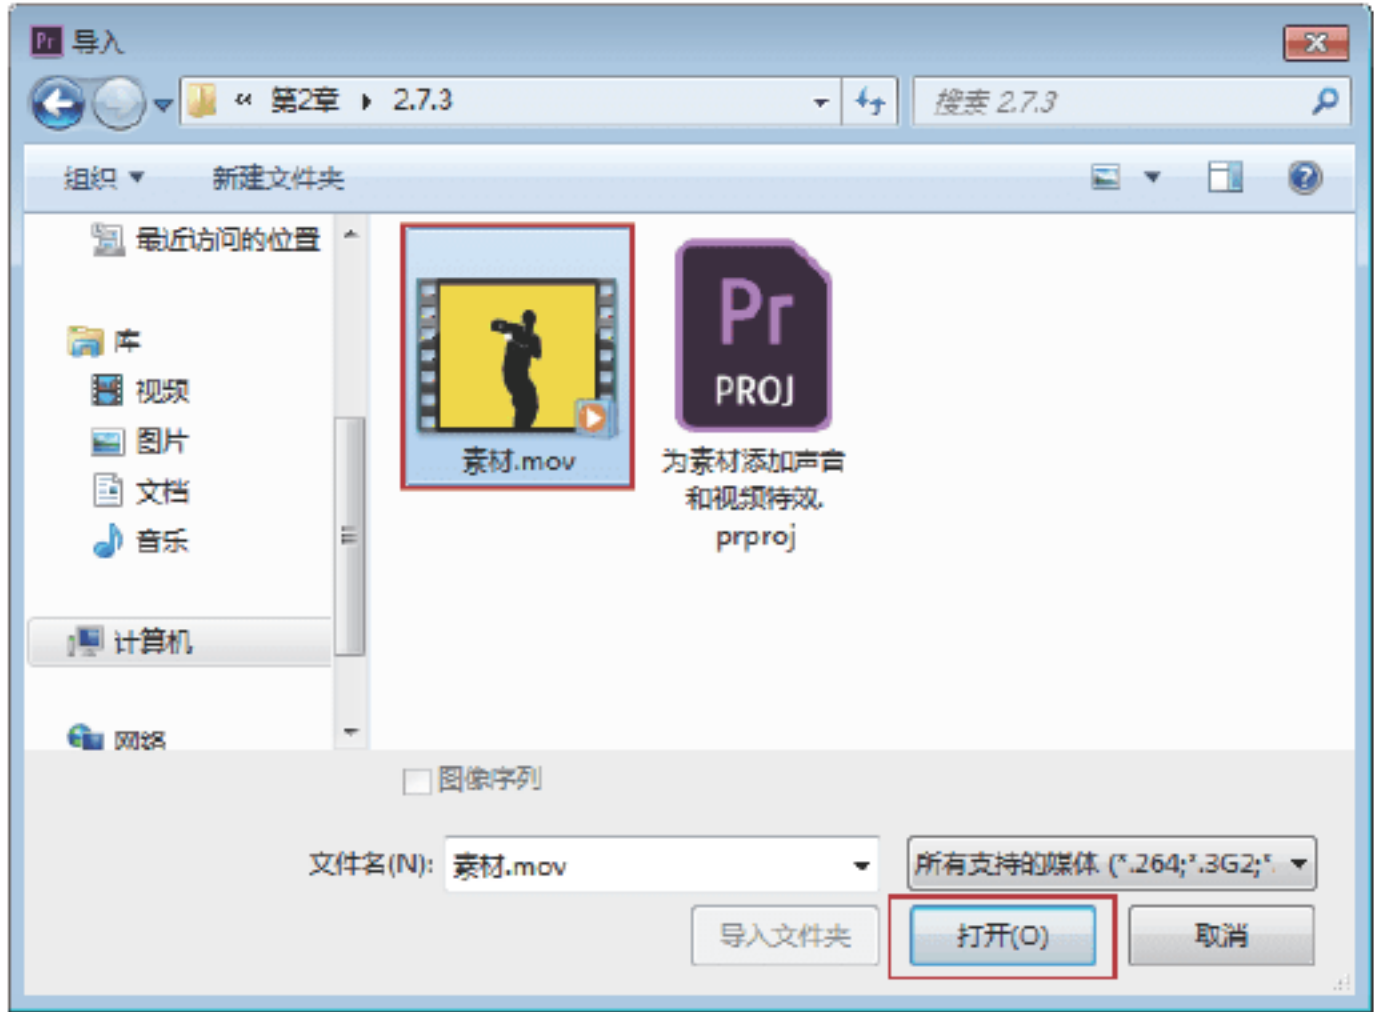 Pr 导入
« 第2章 ▸ 2.7.3
搜索 2.7.3
组织 ▼ 新建文件夹
最近访问的位置
库
视频
图片
文档
音乐
计算机
网络
素材.mov
Pr
PROJ
为素材添加声音
和视频特效.
prproj
图像序列
文件名(N): 素材.mov
所有支持的媒体 (*.264;*.3G2;*.
导入文件夹 打开(O) 取消